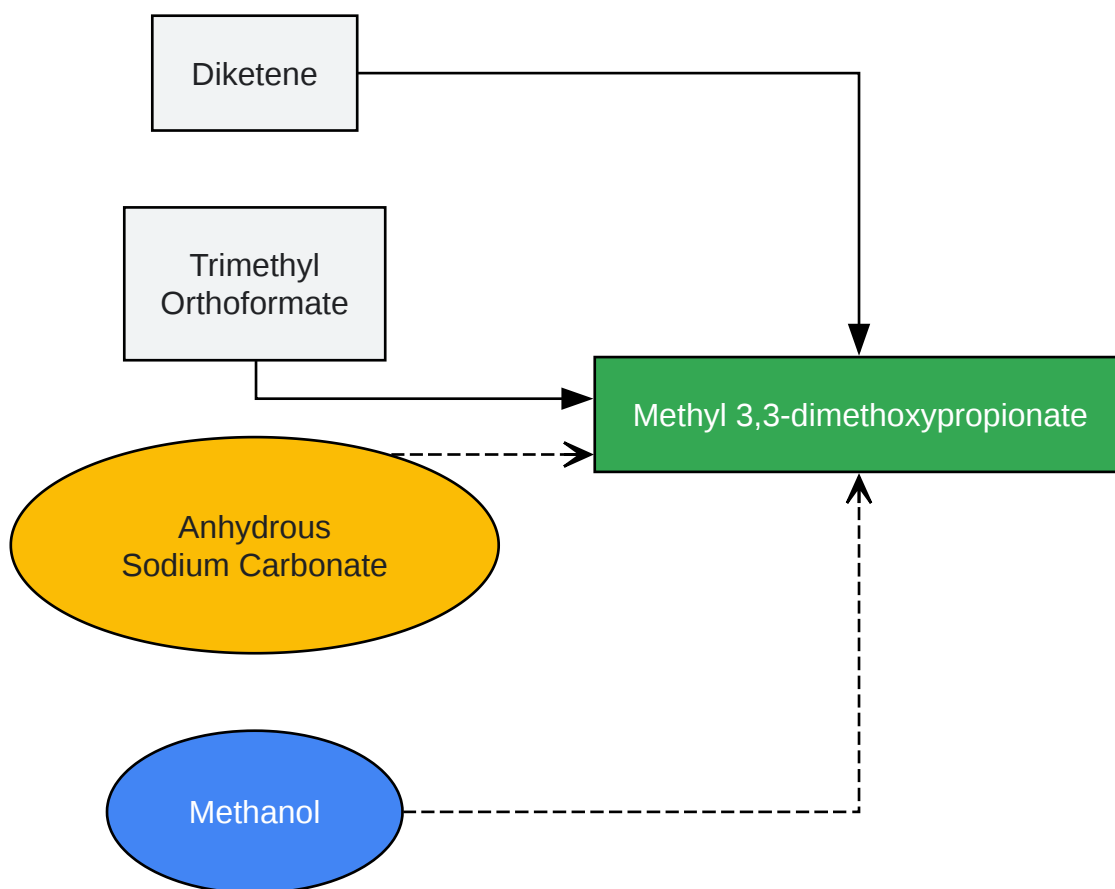 Diketene
Trimethyl
Orthoformate
Methyl 3,3-dimethoxypropionate
Anhydrous
Sodium Carbonate
Methanol